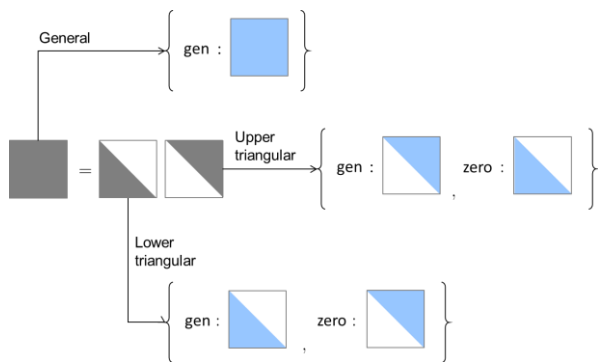 General
gen :
=
Upper
triangular
gen :
,
zero :
Lower
triangular
gen :
,
zero :